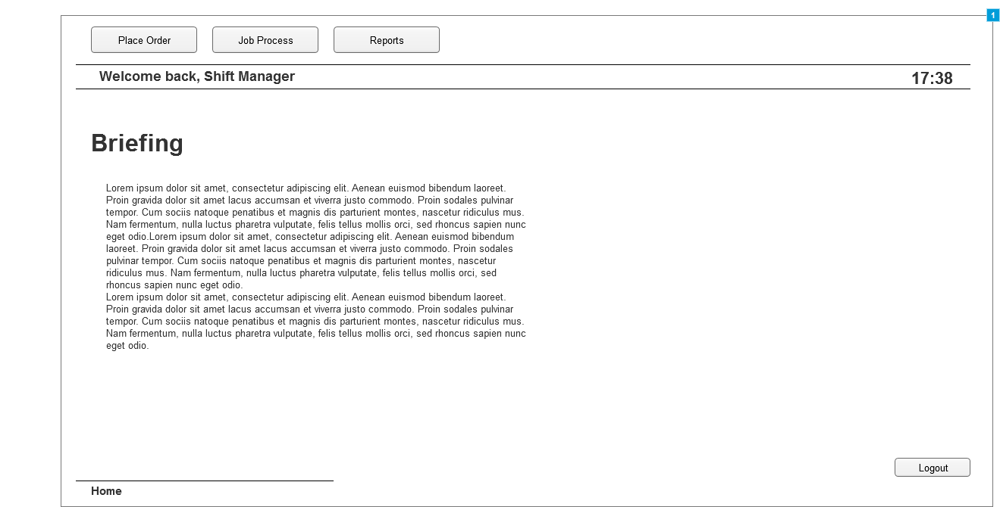 1
Place Order
Job Process
Reports
Welcome back, Shift Manager
17:38
Briefing
Lorem ipsum dolor sit amet, consectetur adipiscing elit. Aenean euismod bibendum laoreet.
Proin gravida dolor sit amet lacus accumsan et viverra justo commodo. Proin sodales pulvinar
tempor. Cum sociis natoque penatibus et magnis dis parturient montes, nascetur ridiculus mus.
Nam fermentum, nulla luctus pharetra vulputate, felis tellus mollis orci, sed rhoncus sapien nunc
eget odio.Lorem ipsum dolor sit amet, consectetur adipiscing elit. Aenean euismod bibendum
laoreet. Proin gravida dolor sit amet lacus accumsan et viverra justo commodo. Proin sodales
pulvinar tempor. Cum sociis natoque penatibus et magnis dis parturient montes, nascetur
ridiculus mus. Nam fermentum, nulla luctus pharetra vulputate, felis tellus mollis orci, sed
rhoncus sapien nunc eget odio.
Lorem ipsum dolor sit amet, consectetur adipiscing elit. Aenean euismod bibendum laoreet.
Proin gravida dolor sit amet lacus accumsan et viverra justo commodo. Proin sodales pulvinar
tempor. Cum sociis natoque penatibus et magnis dis parturient montes, nascetur ridiculus mus.
Nam fermentum, nulla luctus pharetra vulputate, felis tellus mollis orci, sed rhoncus sapien nunc
eget odio.
Logout
Home